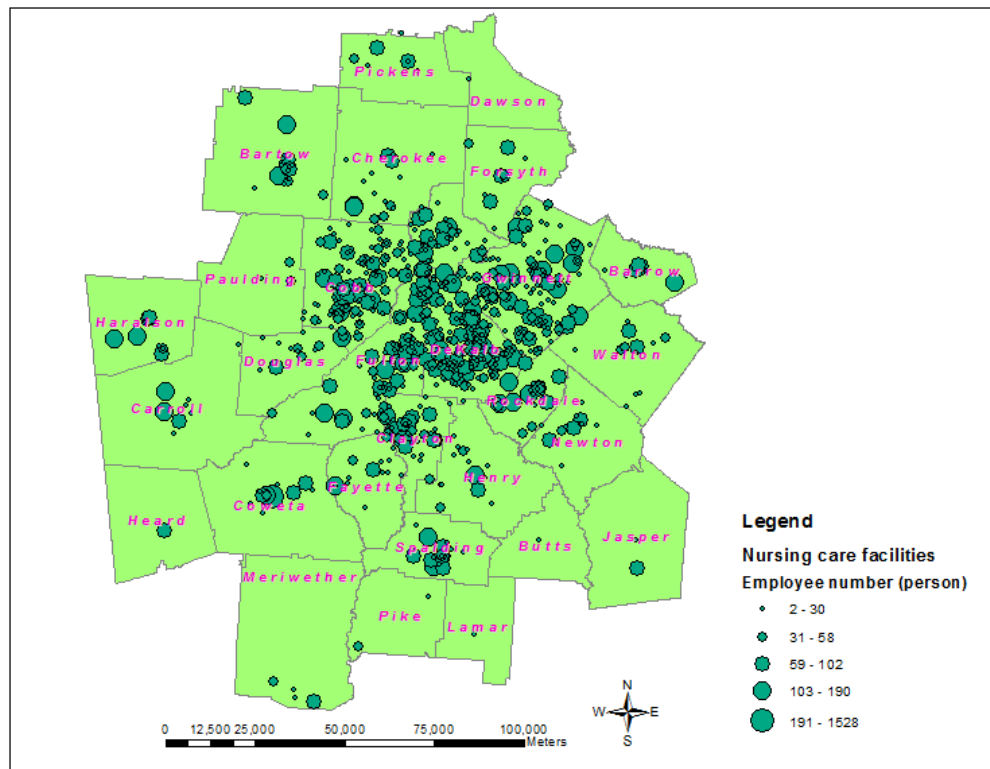 Pickens
Dawson
Bartow
Cherokee
Forsyth
Paulding
Cobb
Gwinnett
Barrow
Haralson
Douglas
Fulton
DeKalb
Walton
Carroll
Rockdale
Clayton
Newton
Henry
Fayette
Coweta
Heard
Spalding
Butts
Jasper
Meriwether
Pike
Lamar
Legend
Nursing care facilities
Employee number (person)
2 - 30
31 - 58
59 - 102
103 - 190
191 - 1528
N
W E
S
0 12,500 25,000 50,000 75,000 100,000
Meters